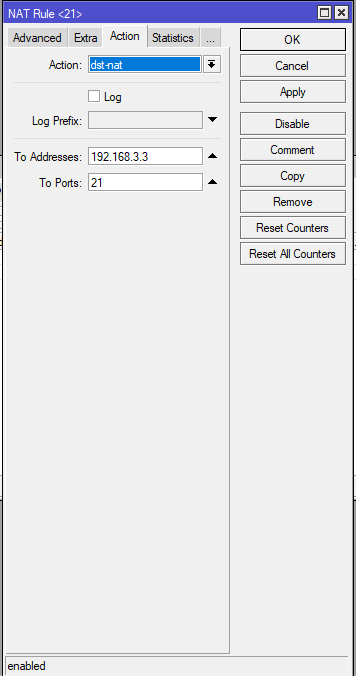 NAT Rule <21>
Advanced Extra Action Statistics ...
Action: dst-nat
Log
Log Prefix:
To Addresses: 192.168.3.3
To Ports: 21
OK
Cancel
Apply
Disable
Comment
Copy
Remove
Reset Counters
Reset All Counters
enabled